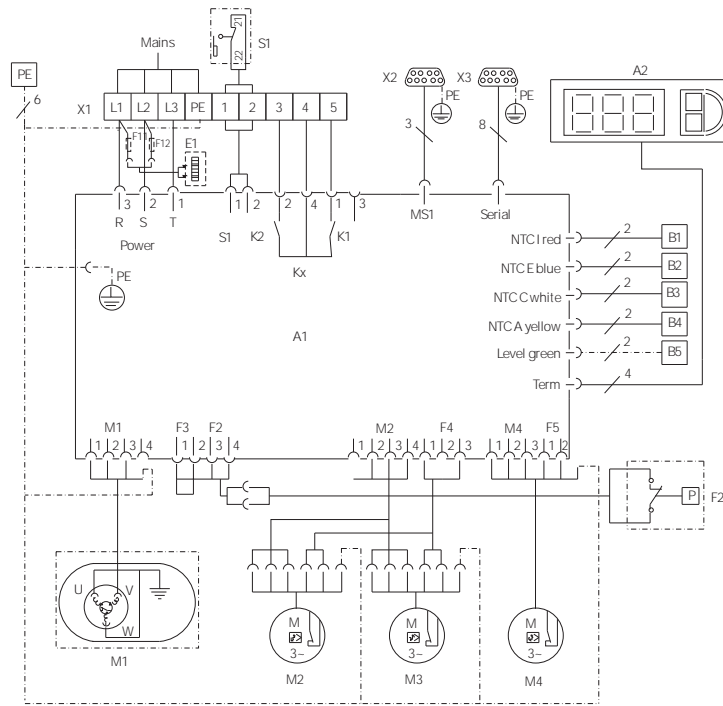 21
22
S1
Mains
PE
6
X1
L1
L2
L3
PE
1
2
3
4
5
X2
X3
PE
PE
3
8
A2
F11
F12
E1
3
2
1
R
S
T
Power
1
2
S1
2
4
1
3
K2
K1
Kx
MS1
Serial
PE
A1
NTC I red
2
B1
NTC E blue
2
B2
NTC C white
2
B3
NTC A yellow
2
B4
Level green
2
B5
Term
4
M1
1
2
3
4
F3
F2
1
2
3
4
M2
F4
1
2
3
4
1
2
3
M4
F5
1
2
3
1
2
P
F2
U
V
W
M1
M
3~
M2
M
3~
M3
M
3~
M4